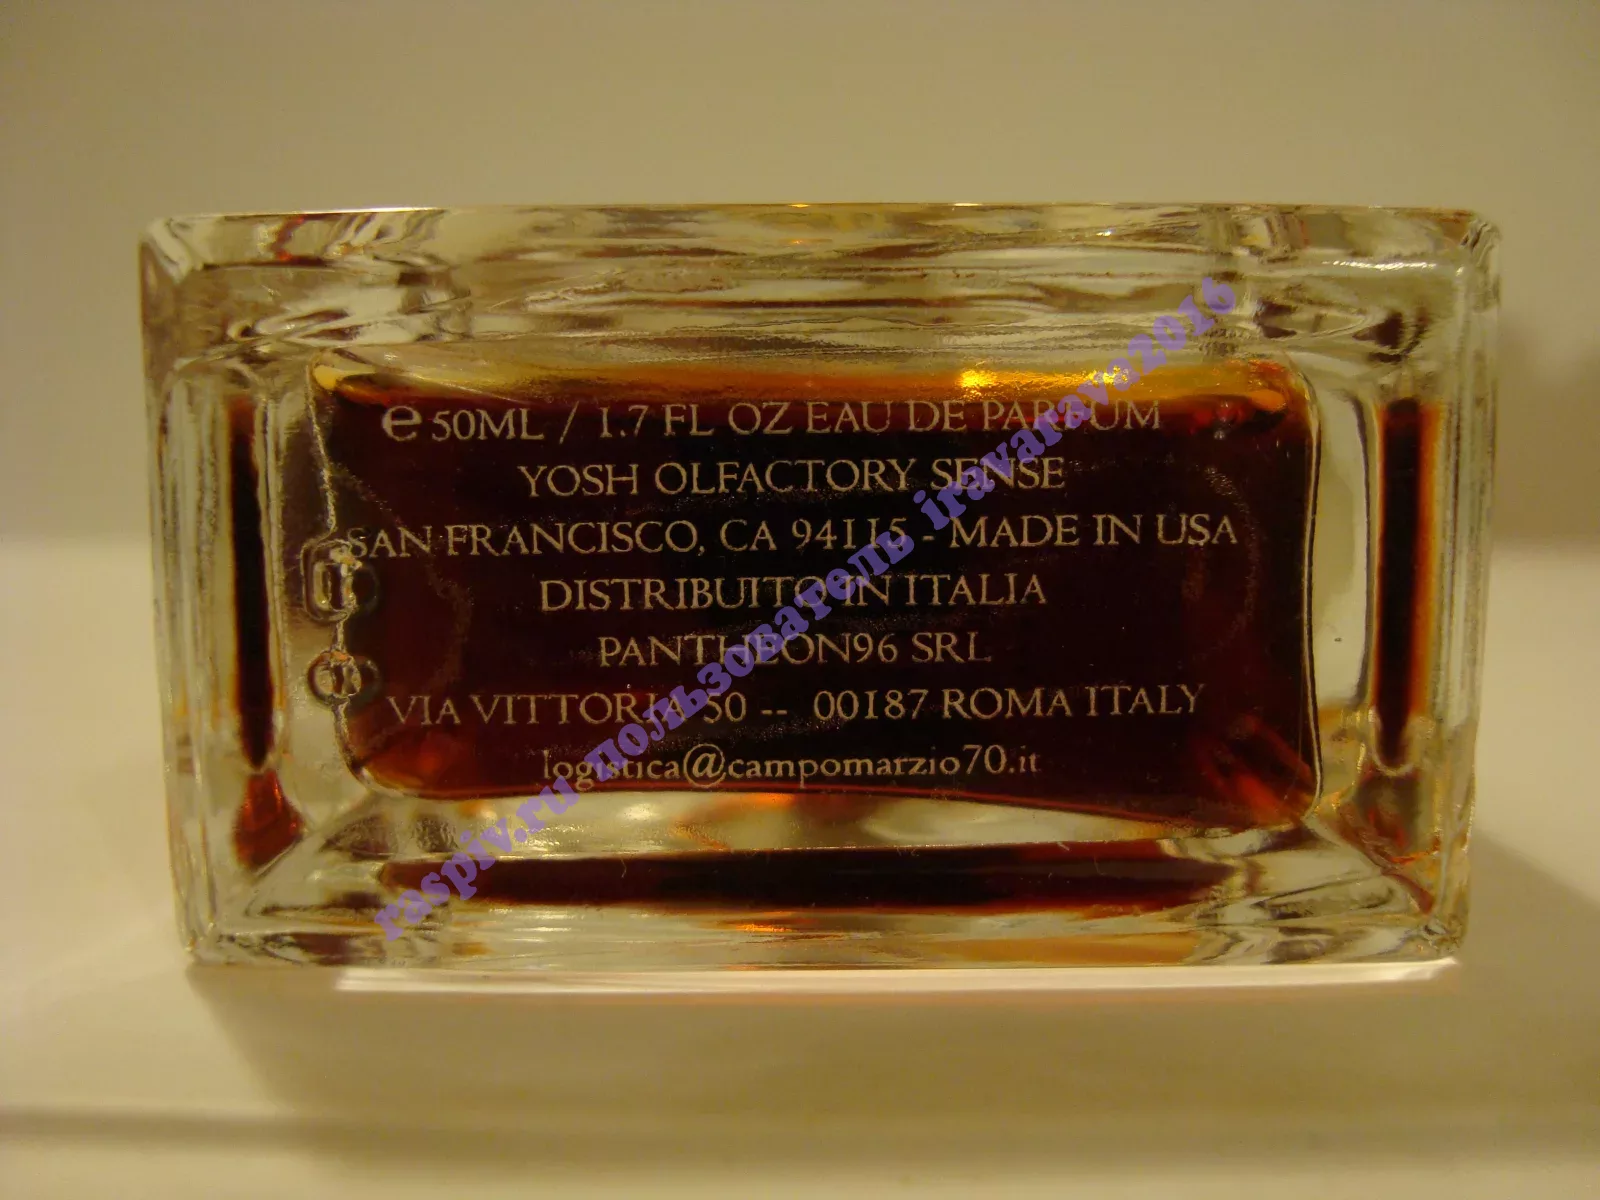 ℮ 50ML / 1.7 FL OZ EAU DE PARFUM
YOSH OLFACTORY SENSE
SAN FRANCISCO, CA 94115 - MADE IN USA
DISTRIBUITO IN ITALIA
PANTHEON96 SRL
VIA VITTORIA 50 -- 00187 ROMA ITALY
logistica@campomarzio70.it
raspiv.ru пользователь iravarava2016